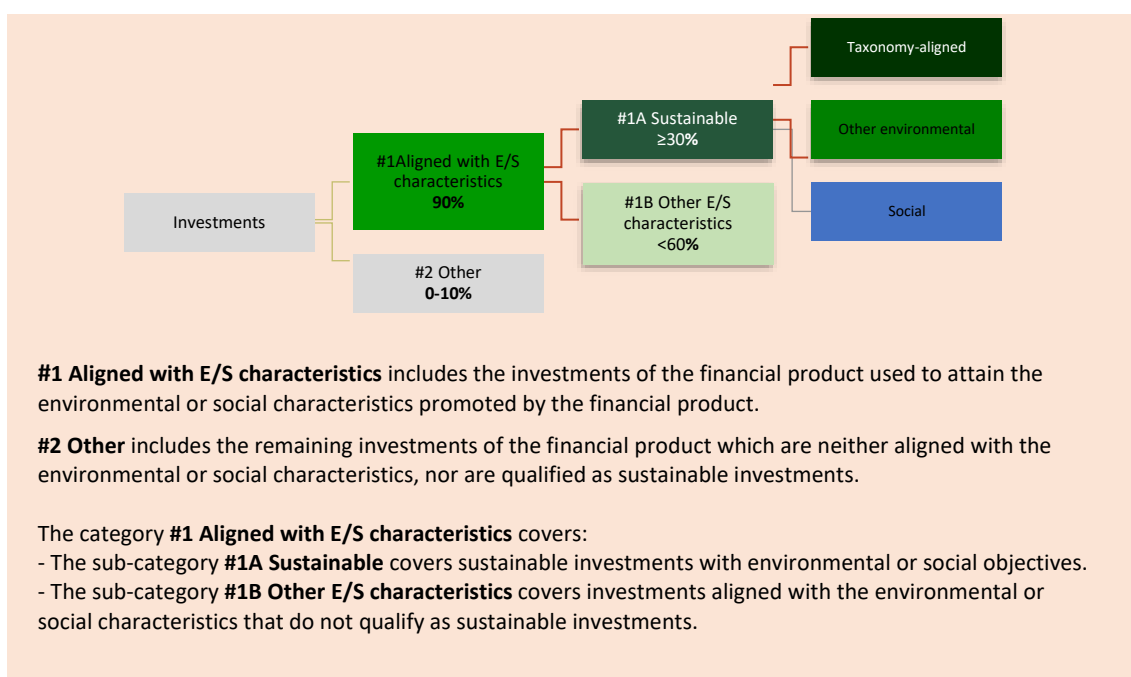 Taxonomy-aligned
#1A Sustainable
≥30%
Other environmental
#1Aligned with E/S
characteristics
90%
#1B Other E/S
characteristics
<60%
Social
Investments
#2 Other
0-10%
#1 Aligned with E/S characteristics includes the investments of the financial product used to attain the
environmental or social characteristics promoted by the financial product.
#2 Other includes the remaining investments of the financial product which are neither aligned with the
environmental or social characteristics, nor are qualified as sustainable investments.
The category #1 Aligned with E/S characteristics covers:
- The sub-category #1A Sustainable covers sustainable investments with environmental or social objectives.
- The sub-category #1B Other E/S characteristics covers investments aligned with the environmental or
social characteristics that do not qualify as sustainable investments.